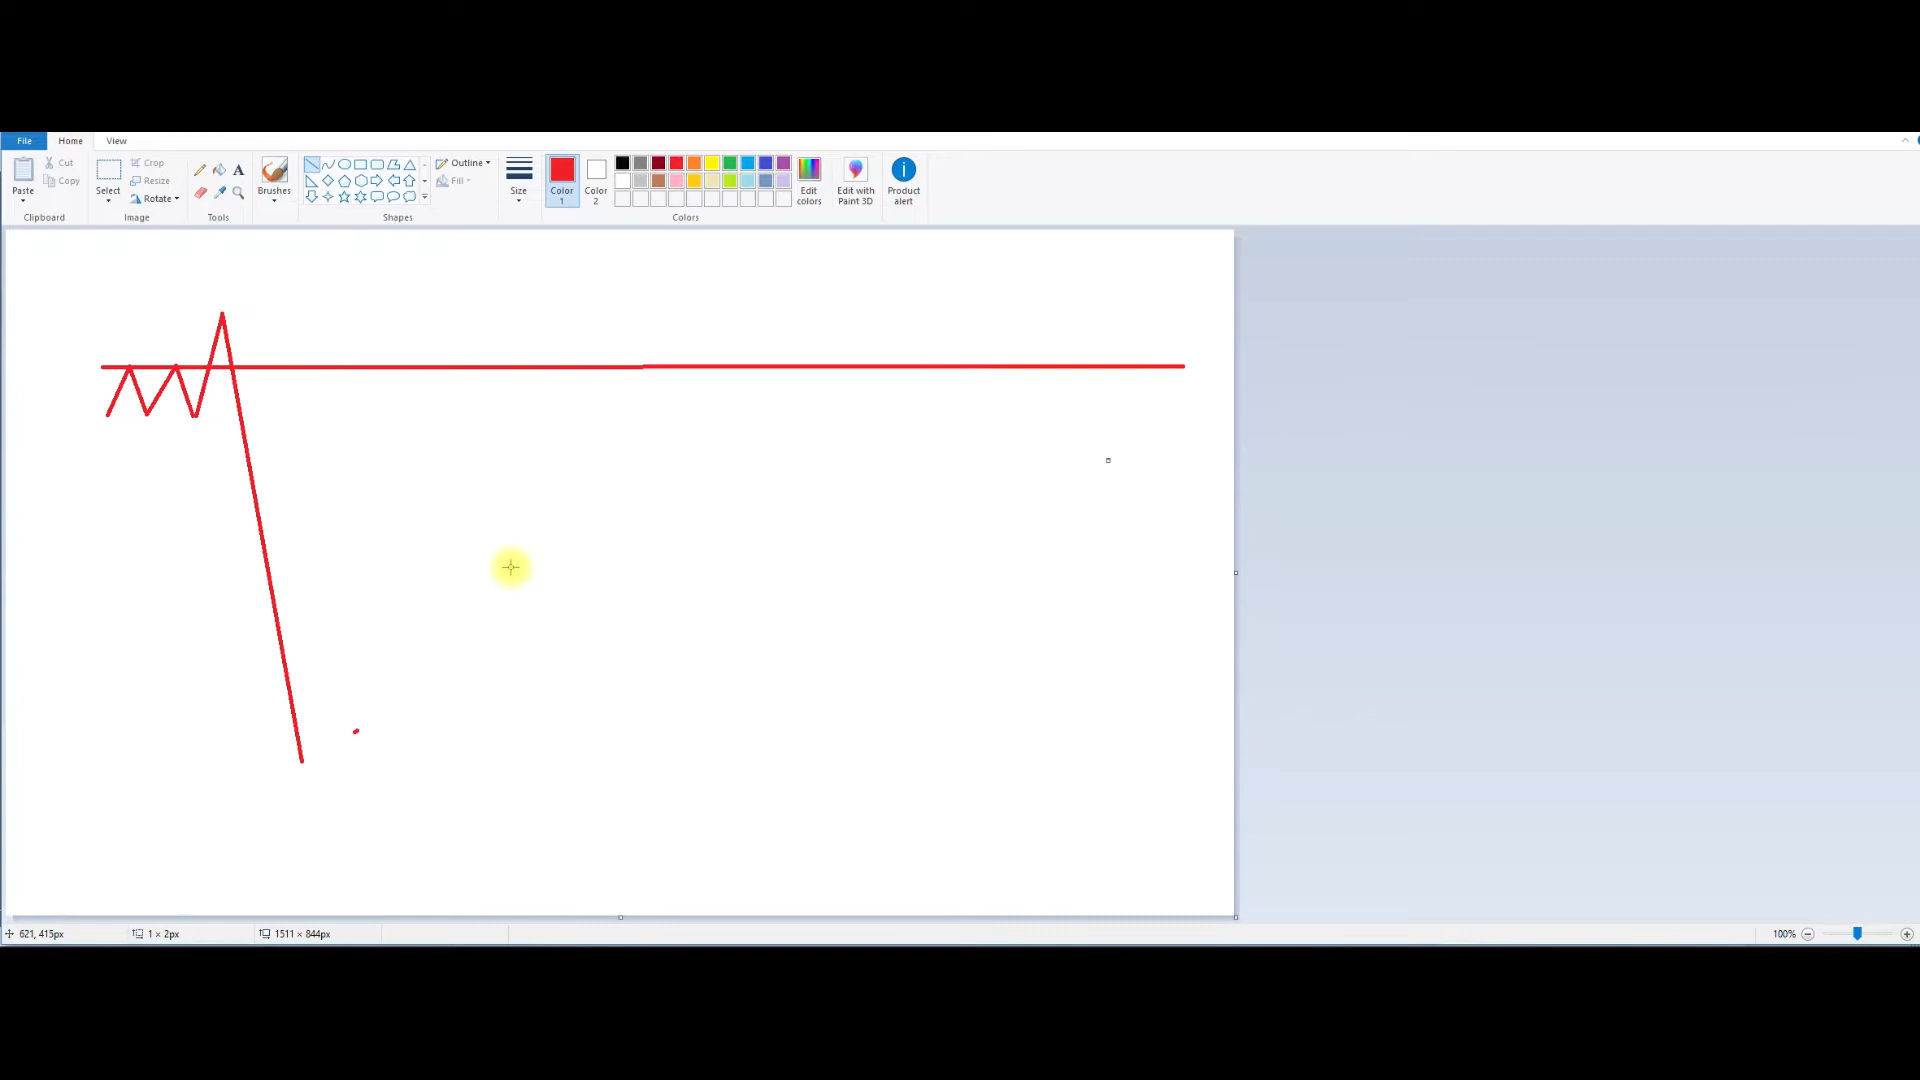 File Home View
Paste Cut Copy Select Crop Resize Rotate Brushes Outline Fill Size Color 1 Color 2 Edit colors Edit with Paint 3D Product alert
Clipboard Image Tools Shapes Colors
621, 415px 1 × 2px 1511 × 844px 100%